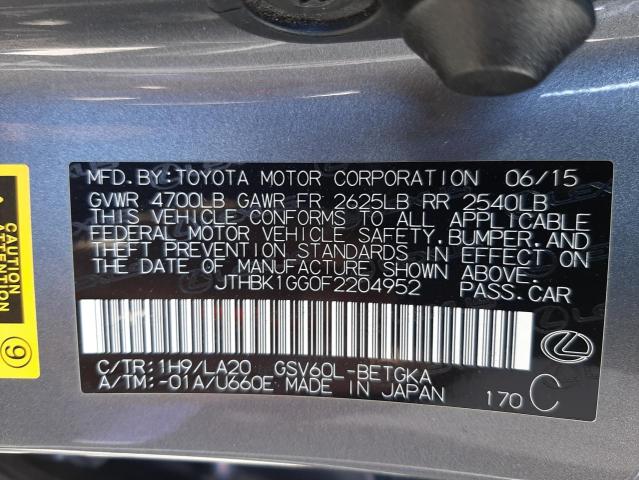 MFD.BY:TOYOTA MOTOR CORPORATION 06/15
GVWR 4700LB GAWR FR 2625LB RR 2540LB
THIS VEHICLE CONFORMS TO ALL APPLICABLE
FEDERAL MOTOR VEHICLE SAFETY,BUMPER,AND
THEFT PREVENTION STANDARDS IN EFFECT ON
THE DATE OF MANUFACTURE SHOWN ABOVE.
JTHBK1GG0F2204952 PASS.CAR
C/TR:1H9/LA20 GSV60L-BETGKA
A/TM:-01A/U660E MADE IN JAPAN 170 C
CAUTION
ATTENTION
9